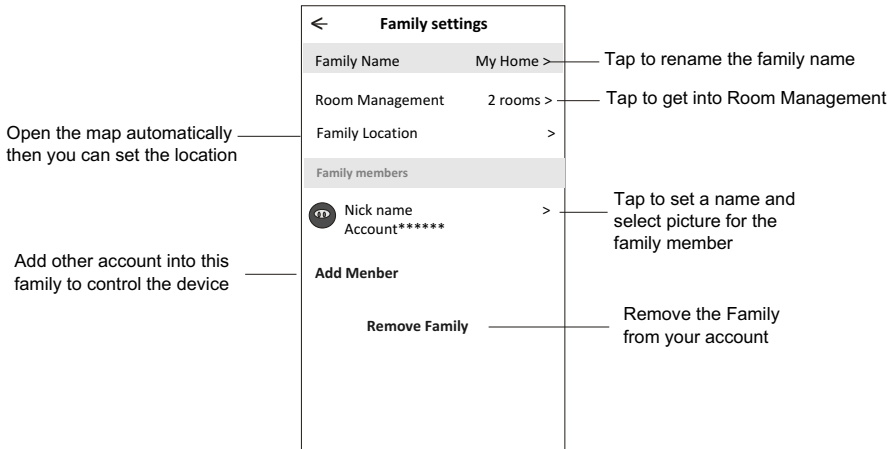 Family settings
Family Name My Home >
Tap to rename the family name
Room Management 2 rooms >
Tap to get into Room Management
Open the map automatically
then you can set the location
Family Location >
Family members
Nick name >
Account******
Tap to set a name and
select picture for the
family member
Add other account into this
family to control the device
Add Menber
Remove Family
Remove the Family
from your account